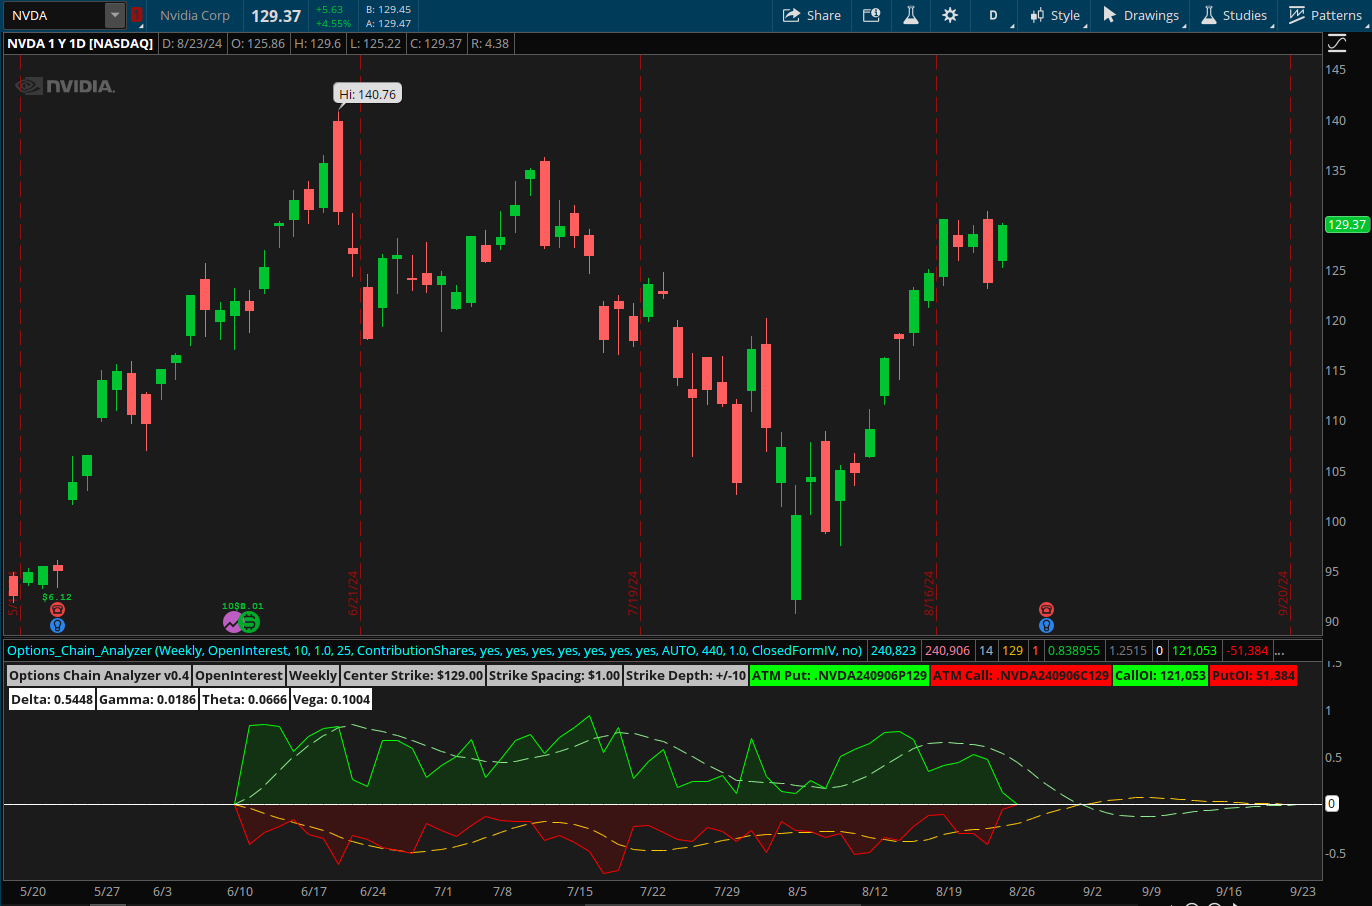 NVDA
1
Nvidia Corp
129.37
+5.63
+4.55%
B: 129.45
A: 129.47
Share
D
Style
Drawings
Studies
Patterns
NVDA 1 Y 1D [NASDAQ] D: 8/23/24 O: 125.86 H: 129.6 L: 125.22 C: 129.37 R: 4.38
NVIDIA.
Hi: 140.76
145
140
135
129.37
125
120
115
110
105
100
95
90
6/21/24
7/19/24
8/16/24
9/20/24
$6.12
Options_Chain_Analyzer (Weekly, OpenInterest, 10, 1.0, 25, ContributionShares, yes, yes, yes, yes, yes, yes, yes, AUTO, 440, 1.0, ClosedFormIV, no) 240,823 240,906 14 129 1 0.838955 1.2515 0 121,053 -51,384 ...
Options Chain Analyzer v0.4 OpenInterest Weekly Center Strike: $129.00 Strike Spacing: $1.00 Strike Depth: +/-10 ATM Put: .NVDA240906P129 ATM Call: .NVDA240906C129 CallOI: 121,053 PutOI: 51,384
Delta: 0.5448 Gamma: 0.0186 Theta: 0.0666 Vega: 0.1004
1.5
1
0.5
0
-0.5
5/20 5/27 6/3 6/10 6/17 6/24 7/1 7/8 7/15 7/22 7/29 8/5 8/12 8/19 8/26 9/2 9/9 9/16 9/23